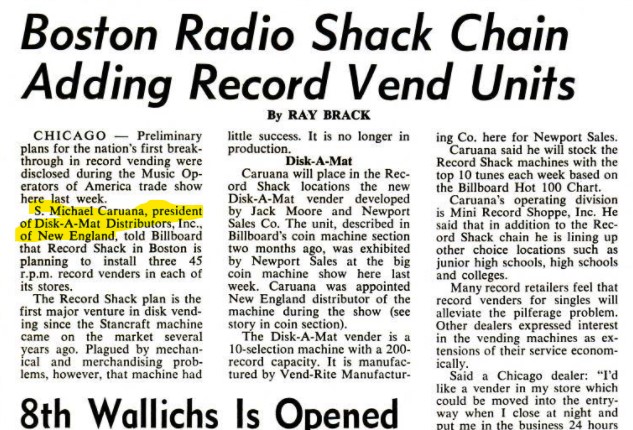 Boston Radio Shack Chain
Adding Record Vend Units
By RAY BRACK
CHICAGO — Preliminary
plans for the nation's first break-
through in record vending were
disclosed during the Music Op-
erators of America trade show
here last week.
S. Michael Caruana, president
of Disk-A-Mat Distributors, Inc.,
of New England, told Billboard
that Record Shack in Boston is
planning to install three 45
r.p.m. record venders in each of
its stores.
The Record Shack plan is the
first major venture in disk vend-
ing since the Stancraft machine
came on the market several
years ago. Plagued by mechan-
ical and merchandising prob-
lems, however, that machine had
little success. It is no longer in
production.
Disk-A-Mat
Caruana will place in the Rec-
ord Shack locations the new
Disk-A-Mat vender developed
by Jack Moore and Newport
Sales Co. The unit, described in
Billboard's coin machine section
two months ago, was exhibited
by Newport Sales at the big
coin machine show here last
week. Caruana was appointed
New England distributor of the
machine during the show (see
story in coin section).
The Disk-A-Mat vender is a
10-selection machine with a 200-
record capacity. It is manufac-
tured by Vend-Rite Manufactur-
ing Co. here for Newport Sales.
Caruana said he will stock the
Record Shack machines with the
top 10 tunes each week based on
the Billboard Hot 100 Chart.
Caruana's operating division
is Mini Record Shoppe, Inc. He
said that in addition to the Rec-
ord Shack chain he is lining up
other choice locations such as
junior high schools, high schools
and colleges.
Many record retailers feel that
record venders for singles will
alleviate the pilferage problem.
Other dealers expressed interest
in the vending machines as ex-
tensions of their service econom-
ically.
Said a Chicago dealer: "I'd
like a vender in my store which
could be moved into the entry-
way when I close at night and
put me in the business 24 hours
8th Wallichs Is Opened